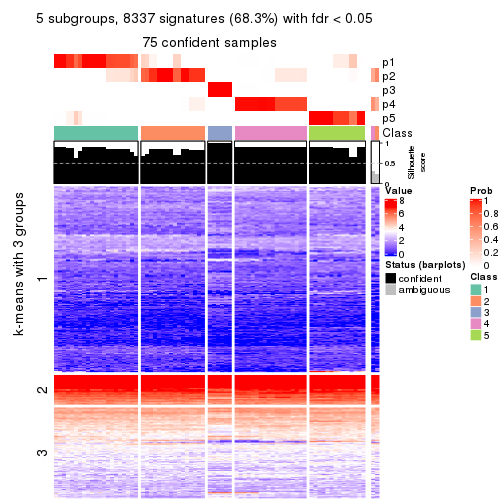 5 subgroups, 8337 signatures (68.3%) with fdr < 0.05
75 confident samples
p1
p2
p3
p4
p5
Class
1
0.5
0
Silhouette
score
k-means with 3 groups
1
2
3
Value
8
6
4
2
0
Status (barplots)
confident
ambiguous
Prob
1
0.8
0.6
0.4
0.2
0
Class
1
2
3
4
5